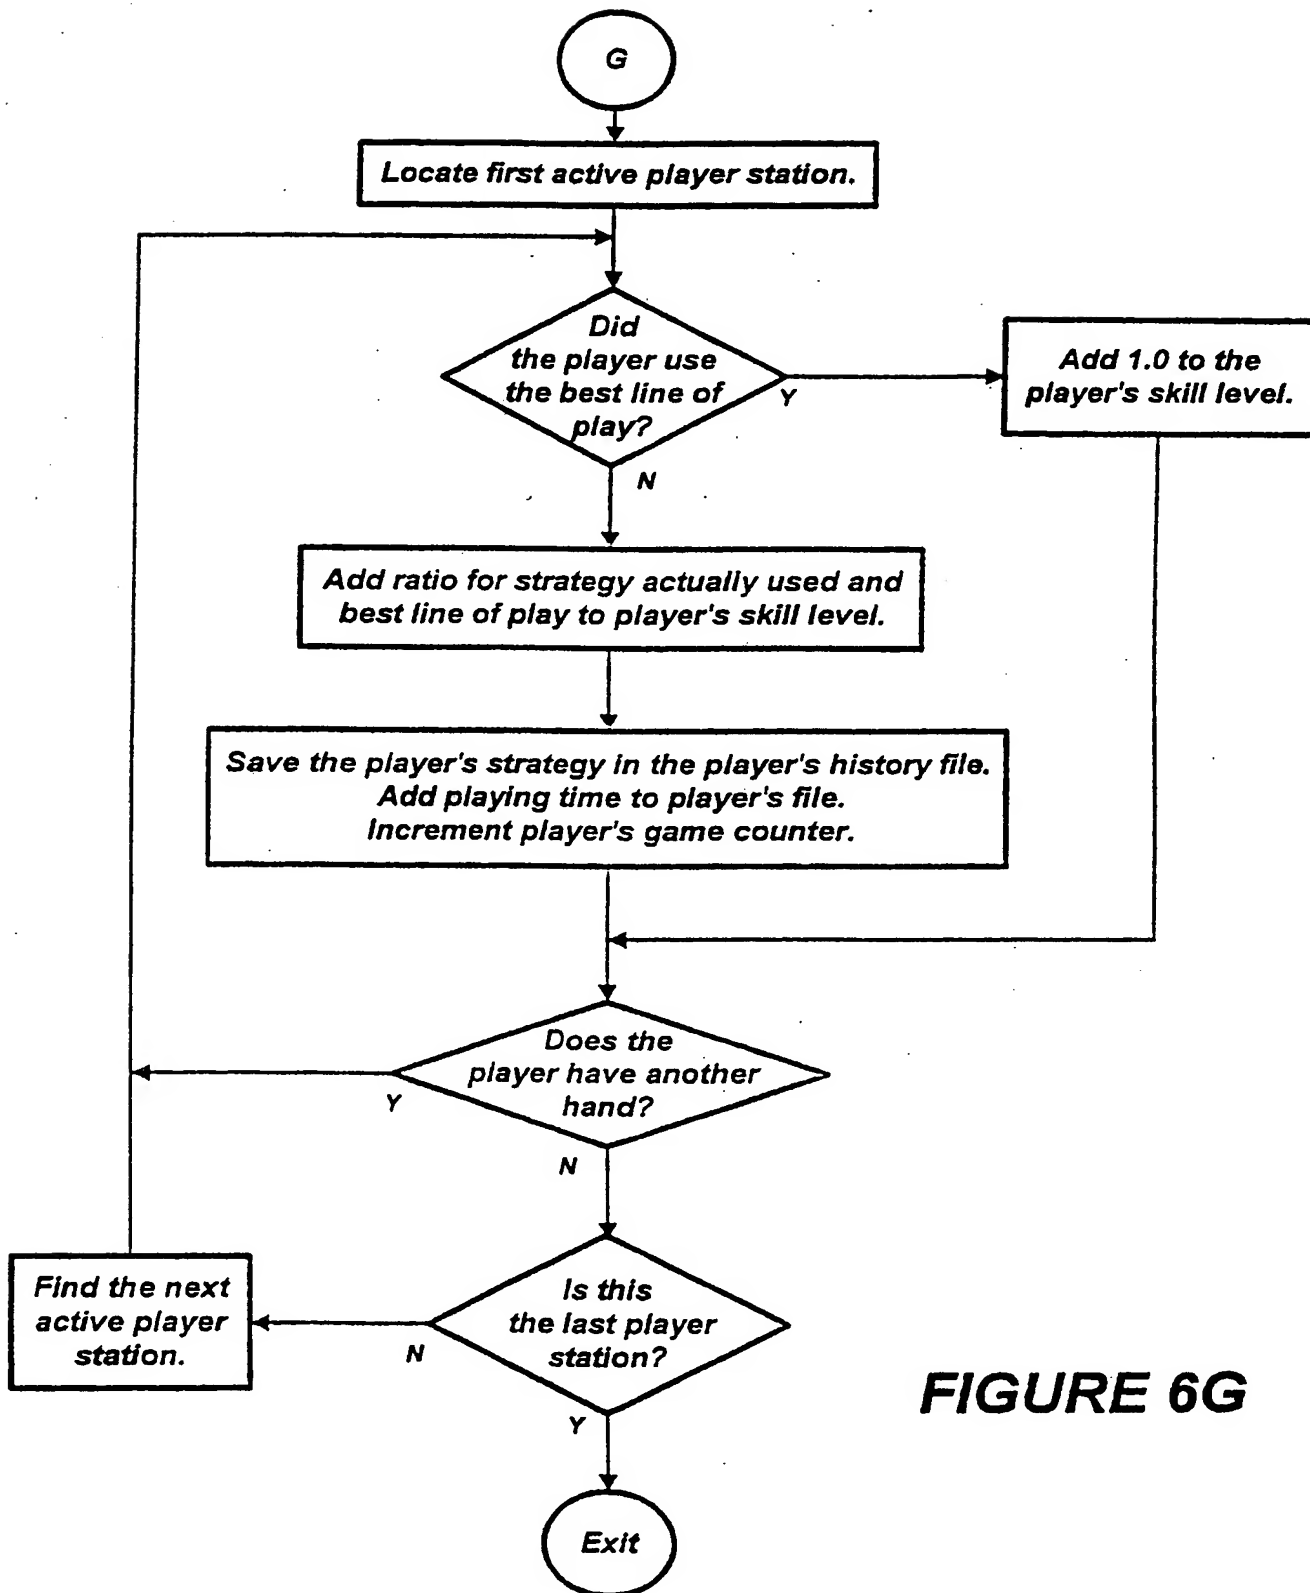 G
Locate first active player station.
Did
the player use
the best line of
play?
Y
Add 1.0 to the
player's skill level.
N
Add ratio for strategy actually used and
best line of play to player's skill level.
Save the player's strategy in the player's history file.
Add playing time to player's file.
Increment player's game counter.
Does the
player have another
hand?
Y
N
Find the next
active player
station.
Is this
the last player
station?
N
Y
FIGURE 6G
Exit